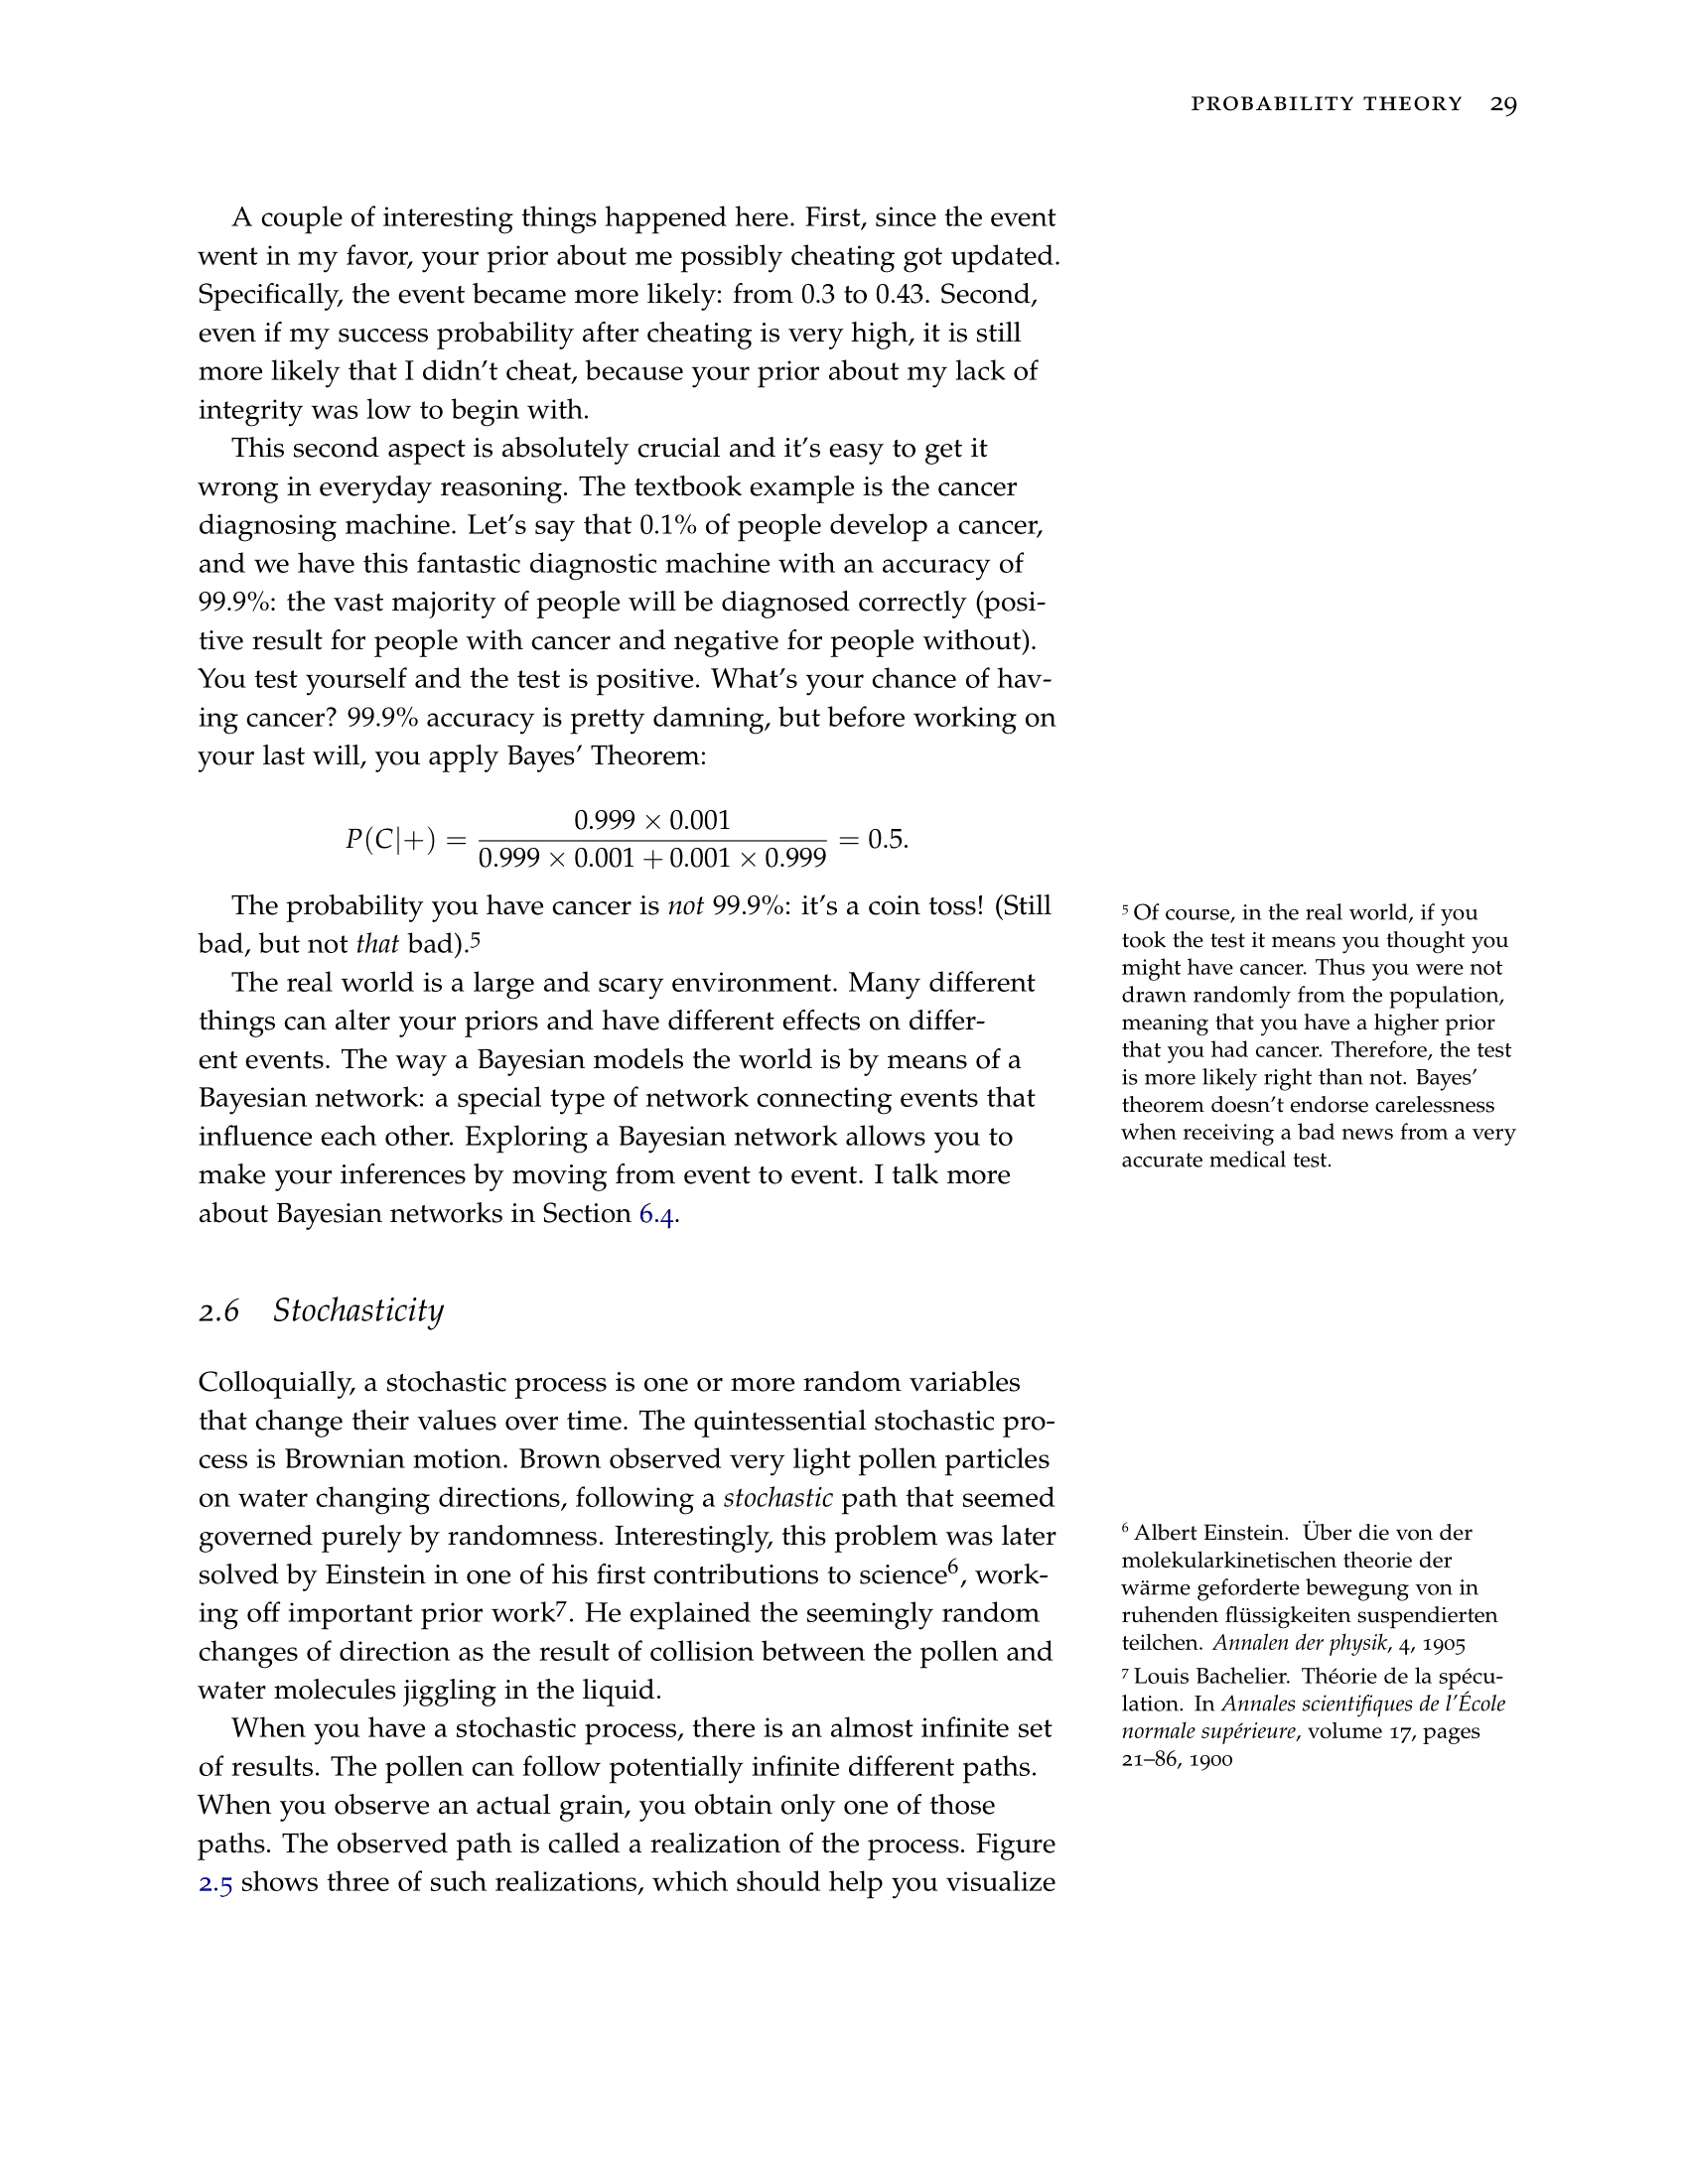 PROBABILITY THEORY 29
A couple of interesting things happened here. First, since the event
went in my favor, your prior about me possibly cheating got updated.
Specifically, the event became more likely: from 0.3 to 0.43. Second,
even if my success probability after cheating is very high, it is still
more likely that I didn't cheat, because your prior about my lack of
integrity was low to begin with.
This second aspect is absolutely crucial and it's easy to get it
wrong in everyday reasoning. The textbook example is the cancer
diagnosing machine. Let's say that 0.1% of people develop a cancer,
and we have this fantastic diagnostic machine with an accuracy of
99.9%: the vast majority of people will be diagnosed correctly (posi-
tive result for people with cancer and negative for people without).
You test yourself and the test is positive. What's your chance of hav-
ing cancer? 99.9% accuracy is pretty damning, but before working on
your last will, you apply Bayes' Theorem:
0.999 × 0.001
P(C|+) = ——— = 0.5.
0.999 × 0.001 + 0.001 × 0.999
The probability you have cancer is not 99.9%: it's a coin toss! (Still
bad, but not that bad).5
The real world is a large and scary environment. Many different
things can alter your priors and have different effects on differ-
ent events. The way a Bayesian models the world is by means of a
Bayesian network: a special type of network connecting events that
influence each other. Exploring a Bayesian network allows you to
make your inferences by moving from event to event. I talk more
about Bayesian networks in Section 6.4.
5 Of course, in the real world, if you
took the test it means you thought you
might have cancer. Thus you were not
drawn randomly from the population,
meaning that you have a higher prior
that you had cancer. Therefore, the test
is more likely right than not. Bayes'
theorem doesn't endorse carelessness
when receiving a bad news from a very
accurate medical test.
2.6 Stochasticity
Colloquially, a stochastic process is one or more random variables
that change their values over time. The quintessential stochastic pro-
cess is Brownian motion. Brown observed very light pollen particles
on water changing directions, following a stochastic path that seemed
governed purely by randomness. Interestingly, this problem was later
solved by Einstein in one of his first contributions to science6, work-
ing off important prior work7. He explained the seemingly random
changes of direction as the result of collision between the pollen and
water molecules jiggling in the liquid.
When you have a stochastic process, there is an almost infinite set
of results. The pollen can follow potentially infinite different paths.
When you observe an actual grain, you obtain only one of those
paths. The observed path is called a realization of the process. Figure
2.5 shows three of such realizations, which should help you visualize
6 Albert Einstein. Über die von der
molekularkinetischen theorie der
wärme geforderte bewegung von in
ruhenden flüssigkeiten suspendierten
teilchen. Annalen der physik, 4, 1905
7 Louis Bachelier. Théorie de la spécu-
lation. In Annales scientifiques de l'École
normale supérieure, volume 17, pages
21–86, 1900